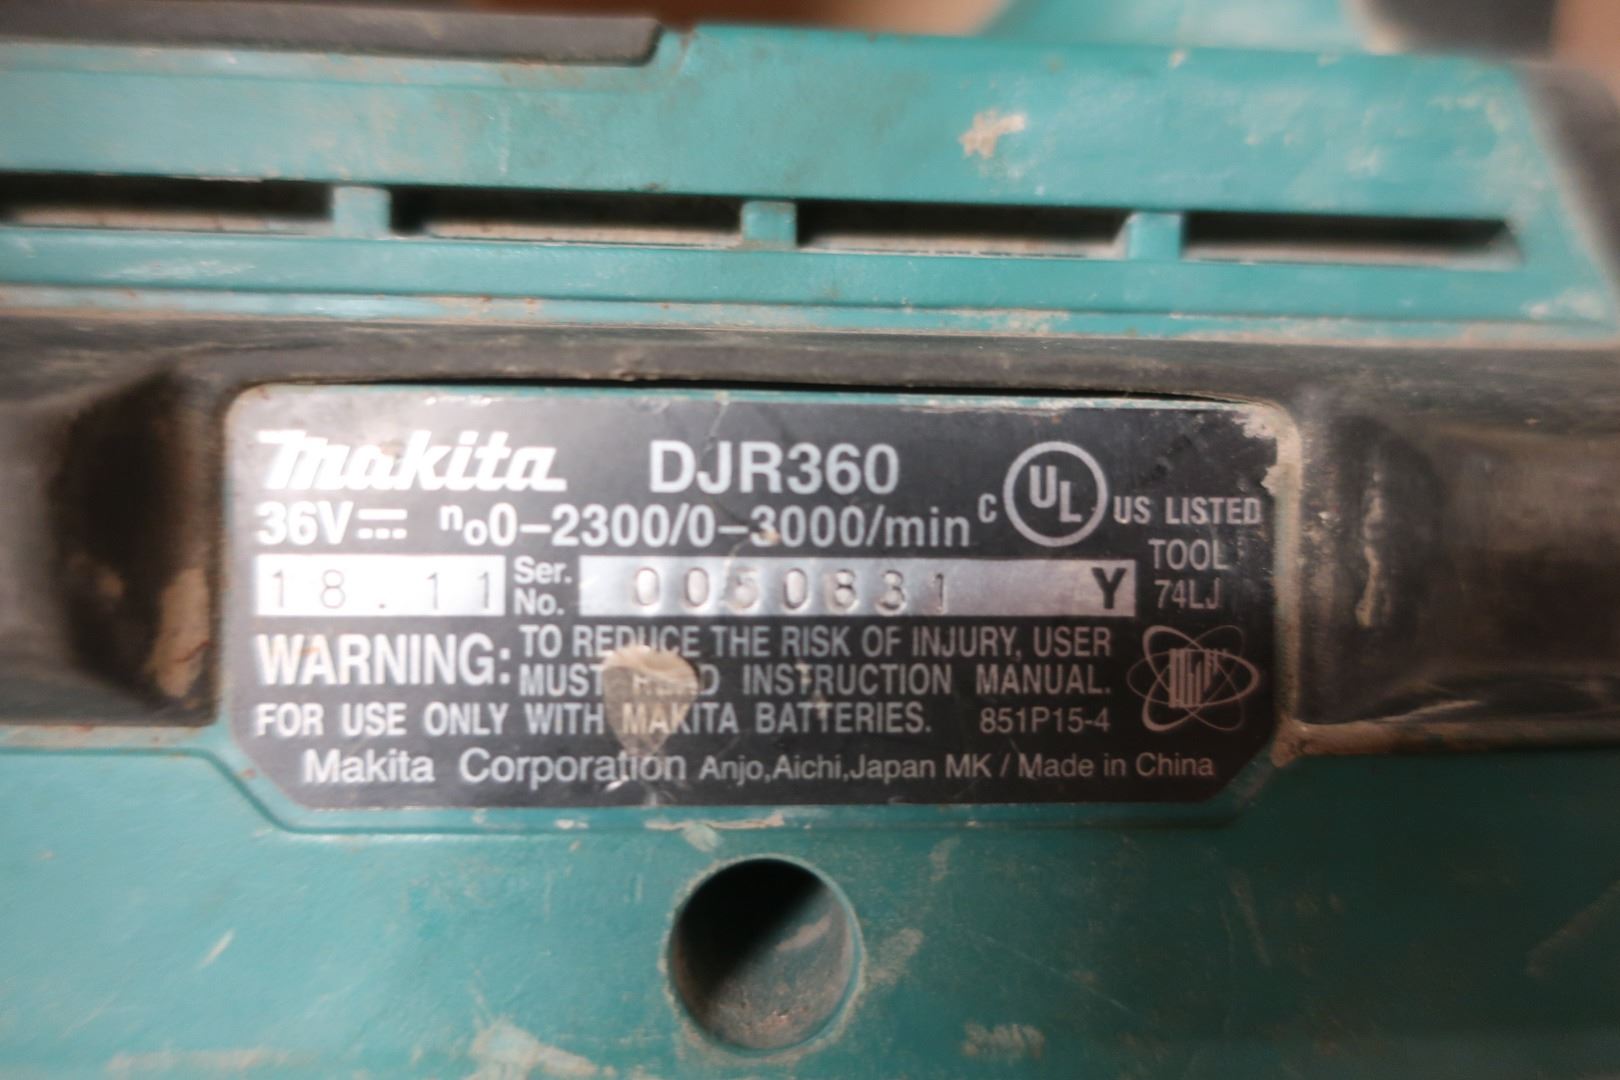 makita DJR360
36V n₀0-2300/0-3000/min
C UL US LISTED
TOOL
74LJ
18.11 Ser. No. Y
WARNING: TO REDUCE THE RISK OF INJURY, USER
MUST READ INSTRUCTION MANUAL.
FOR USE ONLY WITH MAKITA BATTERIES. 851P15-4
Makita Corporation Anjo,Aichi,Japan MK / Made in China